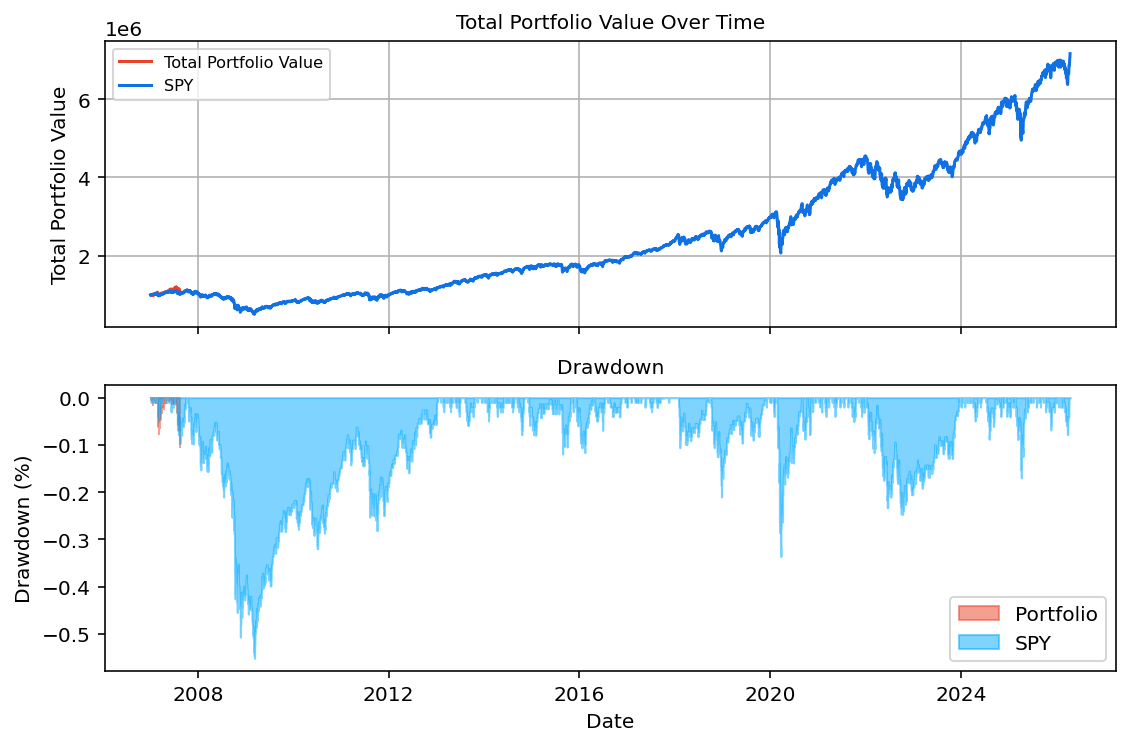 Total Portfolio Value Over Time
1e6
Total Portfolio Value
SPY
Total Portfolio Value
6
4
2
Drawdown
Drawdown (%)
0.0
−0.1
−0.2
−0.3
−0.4
−0.5
Portfolio
SPY
2008 2012 2016 2020 2024
Date